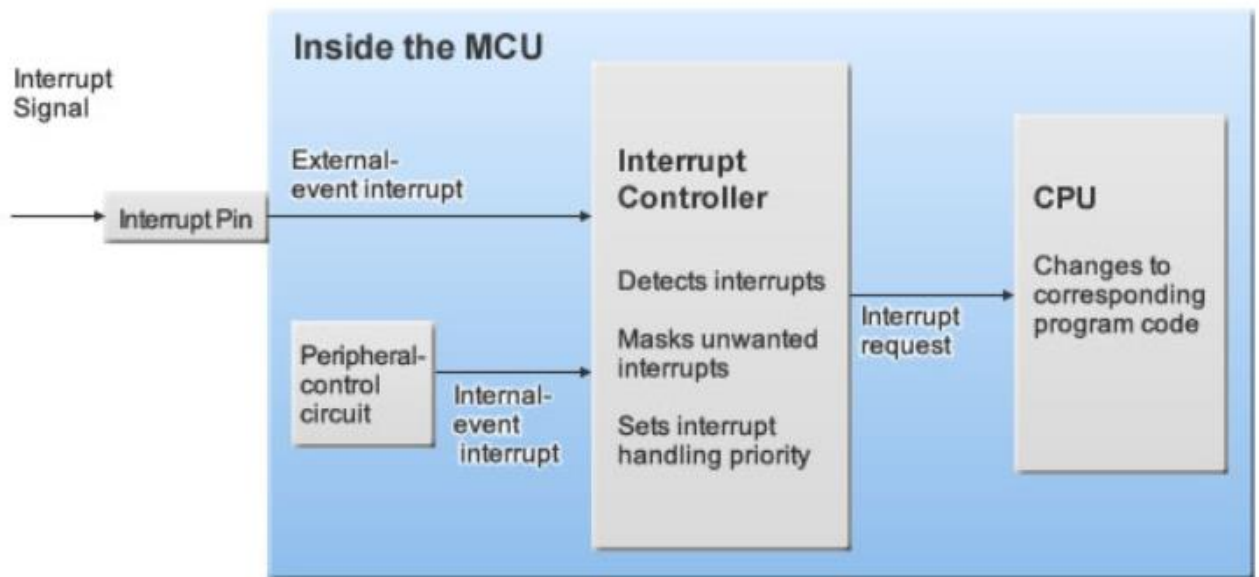 Inside the MCU
Interrupt
Signal
External-
event interrupt
Interrupt Pin
Interrupt
Controller
Detects interrupts
Masks unwanted
interrupts
Sets interrupt
handling priority
Peripheral-
control
circuit
Internal-
event
interrupt
Interrupt
request
CPU
Changes to
corresponding
program code